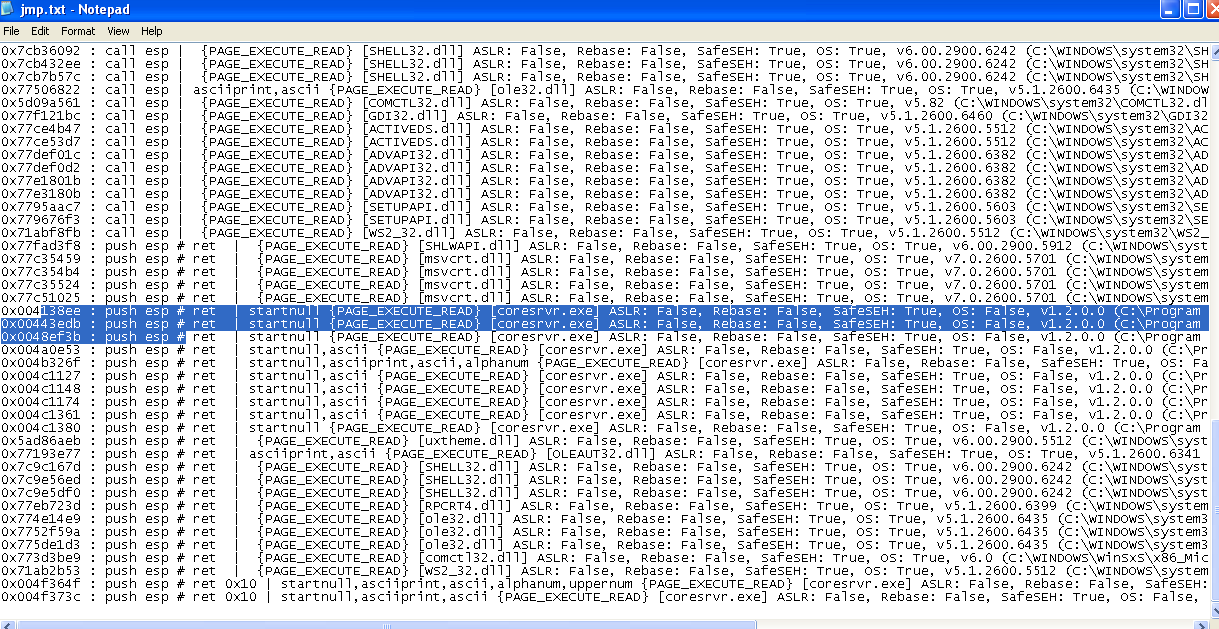 jmp.txt - Notepad
File Edit Format View Help
0x7cb36092 : call esp | {PAGE_EXECUTE_READ} [SHELL32.dll] ASLR: False, Rebase: False, SafeSEH: True, OS: True, v6.00.2900.6242 (C:\WINDOWS\system32\SH
0x7cb432ee : call esp | {PAGE_EXECUTE_READ} [SHELL32.dll] ASLR: False, Rebase: False, SafeSEH: True, OS: True, v6.00.2900.6242 (C:\WINDOWS\system32\SH
0x7cb7b57c : call esp | {PAGE_EXECUTE_READ} [SHELL32.dll] ASLR: False, Rebase: False, SafeSEH: True, OS: True, v6.00.2900.6242 (C:\WINDOWS\system32\SH
0x77506822 : call esp | asciiprint,ascii {PAGE_EXECUTE_READ} [ole32.dll] ASLR: False, Rebase: False, SafeSEH: True, OS: True, v5.1.2600.6435 (C:\WINDOW
0x5d09a561 : call esp | {PAGE_EXECUTE_READ} [COMCTL32.dll] ASLR: False, Rebase: False, SafeSEH: True, OS: True, v5.82 (C:\WINDOWS\system32\COMCTL32.dl
0x77f121bc : call esp | {PAGE_EXECUTE_READ} [GDI32.dll] ASLR: False, Rebase: False, SafeSEH: True, OS: True, v5.1.2600.6460 (C:\WINDOWS\system32\GDI32
0x77ce4b47 : call esp | {PAGE_EXECUTE_READ} [ACTIVEDS.dll] ASLR: False, Rebase: False, SafeSEH: True, OS: True, v5.1.2600.5512 (C:\WINDOWS\system32\AC
0x77ce53d7 : call esp | {PAGE_EXECUTE_READ} [ACTIVEDS.dll] ASLR: False, Rebase: False, SafeSEH: True, OS: True, v5.1.2600.5512 (C:\WINDOWS\system32\AC
0x77def01c : call esp | {PAGE_EXECUTE_READ} [ADVAPI32.dll] ASLR: False, Rebase: False, SafeSEH: True, OS: True, v5.1.2600.6382 (C:\WINDOWS\system32\AD
0x77def0d2 : call esp | {PAGE_EXECUTE_READ} [ADVAPI32.dll] ASLR: False, Rebase: False, SafeSEH: True, OS: True, v5.1.2600.6382 (C:\WINDOWS\system32\AD
0x77e1801b : call esp | {PAGE_EXECUTE_READ} [ADVAPI32.dll] ASLR: False, Rebase: False, SafeSEH: True, OS: True, v5.1.2600.6382 (C:\WINDOWS\system32\AD
0x77e3180b : call esp | {PAGE_EXECUTE_READ} [ADVAPI32.dll] ASLR: False, Rebase: False, SafeSEH: True, OS: True, v5.1.2600.6382 (C:\WINDOWS\system32\AD
0x7795aac7 : call esp | {PAGE_EXECUTE_READ} [SETUPAPI.dll] ASLR: False, Rebase: False, SafeSEH: True, OS: True, v5.1.2600.5603 (C:\WINDOWS\system32\SE
0x779676f3 : call esp | {PAGE_EXECUTE_READ} [SETUPAPI.dll] ASLR: False, Rebase: False, SafeSEH: True, OS: True, v5.1.2600.5603 (C:\WINDOWS\system32\SE
0x71abf8fb : call esp | {PAGE_EXECUTE_READ} [WS2_32.dll] ASLR: False, Rebase: False, SafeSEH: True, OS: True, v5.1.2600.5512 (C:\WINDOWS\system32\WS2_
0x77fad3f8 : push esp # ret | {PAGE_EXECUTE_READ} [SHLWAPI.dll] ASLR: False, Rebase: False, SafeSEH: True, OS: True, v6.00.2900.5912 (C:\WINDOWS\syst
0x77c35459 : push esp # ret | {PAGE_EXECUTE_READ} [msvcrt.dll] ASLR: False, Rebase: False, SafeSEH: True, OS: True, v7.0.2600.5701 (C:\WINDOWS\system
0x77c354b4 : push esp # ret | {PAGE_EXECUTE_READ} [msvcrt.dll] ASLR: False, Rebase: False, SafeSEH: True, OS: True, v7.0.2600.5701 (C:\WINDOWS\system
0x77c35524 : push esp # ret | {PAGE_EXECUTE_READ} [msvcrt.dll] ASLR: False, Rebase: False, SafeSEH: True, OS: True, v7.0.2600.5701 (C:\WINDOWS\system
0x77c51025 : push esp # ret | {PAGE_EXECUTE_READ} [msvcrt.dll] ASLR: False, Rebase: False, SafeSEH: True, OS: True, v7.0.2600.5701 (C:\WINDOWS\system
0x004138ee : push esp # ret | startnull {PAGE_EXECUTE_READ} [coresrvr.exe] ASLR: False, Rebase: False, SafeSEH: True, OS: False, v1.2.0.0 (C:\Program
0x00443edb : push esp # ret | startnull {PAGE_EXECUTE_READ} [coresrvr.exe] ASLR: False, Rebase: False, SafeSEH: True, OS: False, v1.2.0.0 (C:\Program
0x0048ef3b : push esp # ret | startnull {PAGE_EXECUTE_READ} [coresrvr.exe] ASLR: False, Rebase: False, SafeSEH: True, OS: False, v1.2.0.0 (C:\Program
0x004a0e53 : push esp # ret | startnull,ascii {PAGE_EXECUTE_READ} [coresrvr.exe] ASLR: False, Rebase: False, SafeSEH: True, OS: False, v1.2.0.0 (C:\Pr
0x004b326f : push esp # ret | startnull,asciiprint,ascii,alphanum {PAGE_EXECUTE_READ} [coresrvr.exe] ASLR: False, Rebase: False, SafeSEH: True, OS: Fa
0x004c1127 : push esp # ret | startnull,ascii {PAGE_EXECUTE_READ} [coresrvr.exe] ASLR: False, Rebase: False, SafeSEH: True, OS: False, v1.2.0.0 (C:\Pr
0x004c1148 : push esp # ret | startnull,ascii {PAGE_EXECUTE_READ} [coresrvr.exe] ASLR: False, Rebase: False, SafeSEH: True, OS: False, v1.2.0.0 (C:\Pr
0x004c1174 : push esp # ret | startnull,ascii {PAGE_EXECUTE_READ} [coresrvr.exe] ASLR: False, Rebase: False, SafeSEH: True, OS: False, v1.2.0.0 (C:\Pr
0x004c1361 : push esp # ret | startnull,ascii {PAGE_EXECUTE_READ} [coresrvr.exe] ASLR: False, Rebase: False, SafeSEH: True, OS: False, v1.2.0.0 (C:\Pr
0x004c1380 : push esp # ret | startnull {PAGE_EXECUTE_READ} [coresrvr.exe] ASLR: False, Rebase: False, SafeSEH: True, OS: False, v1.2.0.0 (C:\Program
0x5ad86aeb : push esp # ret | {PAGE_EXECUTE_READ} [uxtheme.dll] ASLR: False, Rebase: False, SafeSEH: True, OS: True, v6.00.2900.5512 (C:\WINDOWS\syst
0x77193e77 : push esp # ret | asciiprint,ascii {PAGE_EXECUTE_READ} [OLEAUT32.dll] ASLR: False, Rebase: False, SafeSEH: True, OS: True, v5.1.2600.6341
0x7c9c167d : push esp # ret | {PAGE_EXECUTE_READ} [SHELL32.dll] ASLR: False, Rebase: False, SafeSEH: True, OS: True, v6.00.2900.6242 (C:\WINDOWS\syst
0x7c9e56ed : push esp # ret | {PAGE_EXECUTE_READ} [SHELL32.dll] ASLR: False, Rebase: False, SafeSEH: True, OS: True, v6.00.2900.6242 (C:\WINDOWS\syst
0x7c9e5df0 : push esp # ret | {PAGE_EXECUTE_READ} [SHELL32.dll] ASLR: False, Rebase: False, SafeSEH: True, OS: True, v6.00.2900.6242 (C:\WINDOWS\syst
0x77eb723d : push esp # ret | {PAGE_EXECUTE_READ} [RPCRT4.dll] ASLR: False, Rebase: False, SafeSEH: True, OS: True, v5.1.2600.6399 (C:\WINDOWS\system
0x774e14e9 : push esp # ret | {PAGE_EXECUTE_READ} [ole32.dll] ASLR: False, Rebase: False, SafeSEH: True, OS: True, v5.1.2600.6435 (C:\WINDOWS\system3
0x7752f59a : push esp # ret | {PAGE_EXECUTE_READ} [ole32.dll] ASLR: False, Rebase: False, SafeSEH: True, OS: True, v5.1.2600.6435 (C:\WINDOWS\system3
0x775de1d3 : push esp # ret | {PAGE_EXECUTE_READ} [ole32.dll] ASLR: False, Rebase: False, SafeSEH: True, OS: True, v5.1.2600.6435 (C:\WINDOWS\system3
0x773d3be9 : push esp # ret | {PAGE_EXECUTE_READ} [comctl32.dll] ASLR: False, Rebase: False, SafeSEH: True, OS: True, v6.0 (C:\WINDOWS\WinSxS\x86_Mic
0x71ab2b53 : push esp # ret | {PAGE_EXECUTE_READ} [WS2_32.dll] ASLR: False, Rebase: False, SafeSEH: True, OS: True, v5.1.2600.5512 (C:\WINDOWS\system
0x004f364f : push esp # ret 0x10 | startnull,asciiprint,ascii,alphanum,uppernum {PAGE_EXECUTE_READ} [coresrvr.exe] ASLR: False, Rebase: False, SafeSEH:
0x004f373c : push esp # ret 0x10 | startnull,asciiprint,ascii {PAGE_EXECUTE_READ} [coresrvr.exe] ASLR: False, Rebase: False, SafeSEH: True, OS: False,